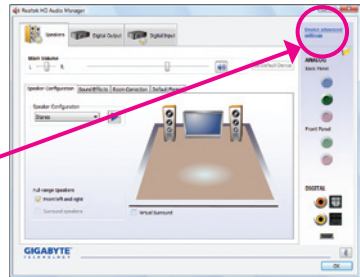 Realtek HD Audio Manager
Speakers
Digital Output
Digital Input
Device advanced
settings
Main Volume
L
R
Default Device
ANALOG
Back Panel
Speaker Configuration
Sound Effects
Room Correction
Default Format
Speaker Configuration
Stereo
Front Panel
Full-range Speakers
Front left and right
Surround speakers
Virtual Surround
DIGITAL
GIGABYTE
TECHNOLOGY
OK